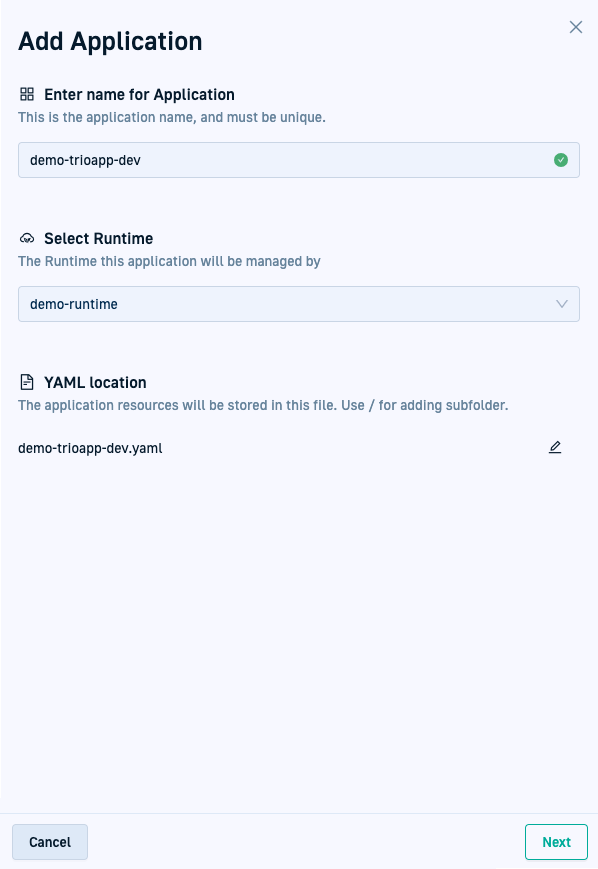 Add Application
Enter name for Application
This is the application name, and must be unique.
demo-trioapp-dev
Select Runtime
The Runtime this application will be managed by
demo-runtime
YAML location
The application resources will be stored in this file. Use / for adding subfolder.
demo-trioapp-dev.yaml
Cancel
Next